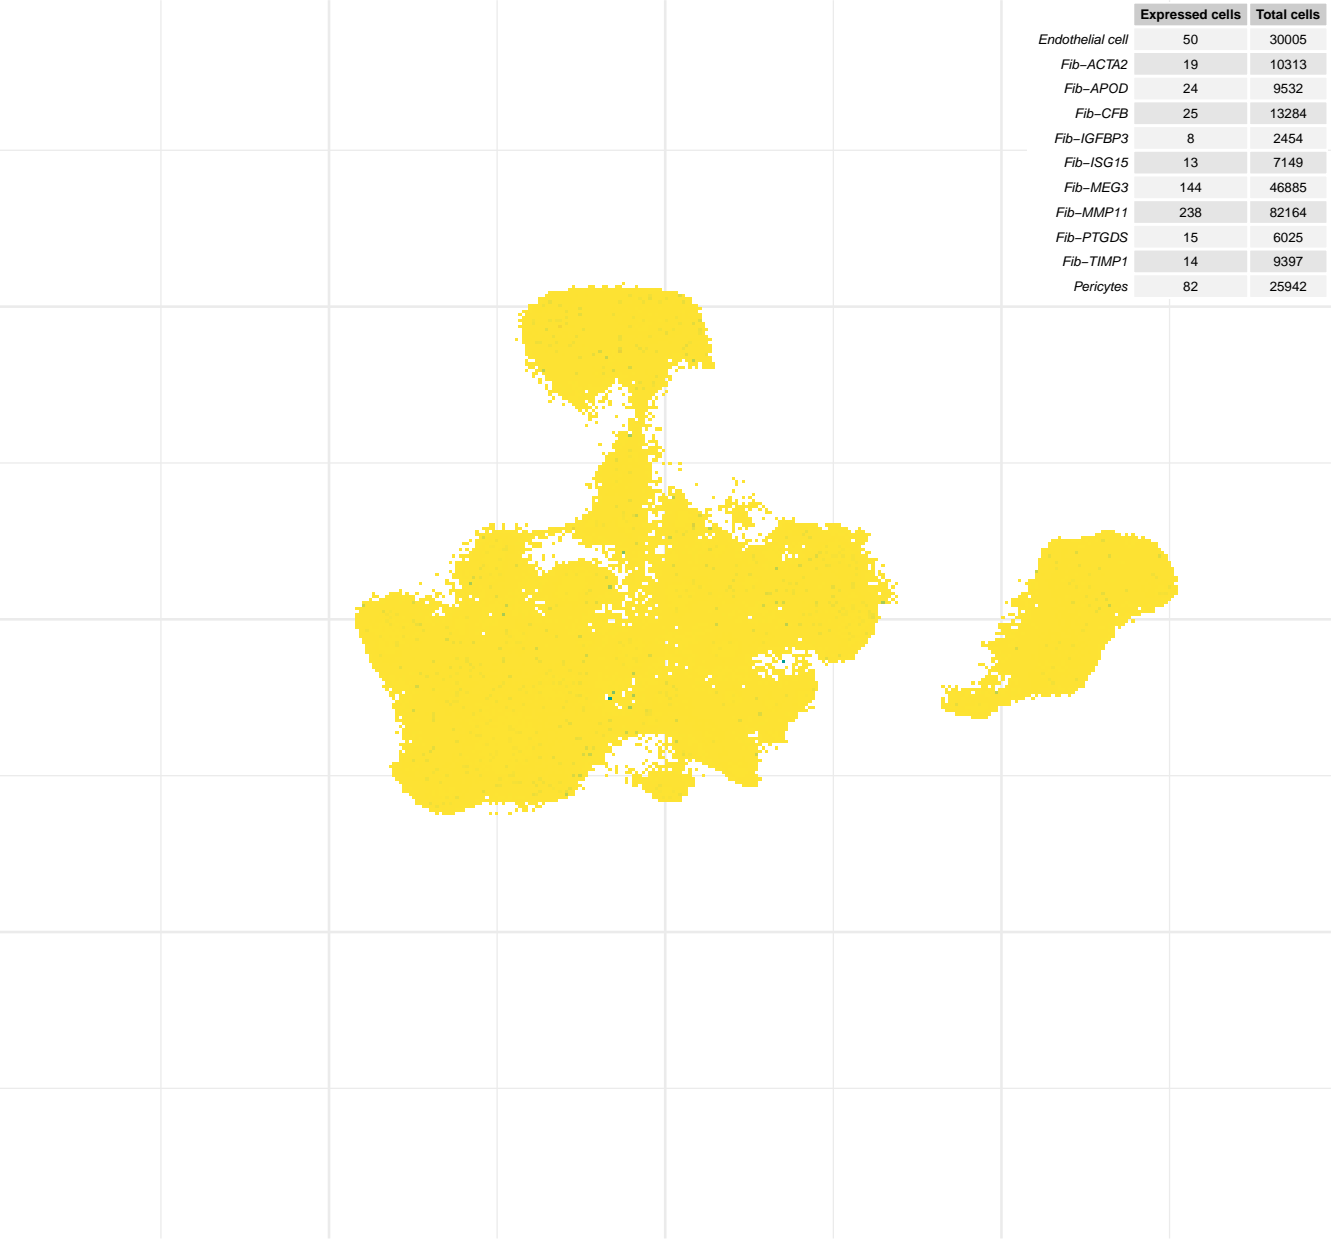 Expressed cells Total cells
Endothelial cell 50 30005
Fib−ACTA2 19 10313
Fib−APOD 24 9532
Fib−CFB 25 13284
Fib−IGFBP3 8 2454
Fib−ISG15 13 7149
Fib−MEG3 144 46885
Fib−MMP11 238 82164
Fib−PTGDS 15 6025
Fib−TIMP1 14 9397
Pericytes 82 25942